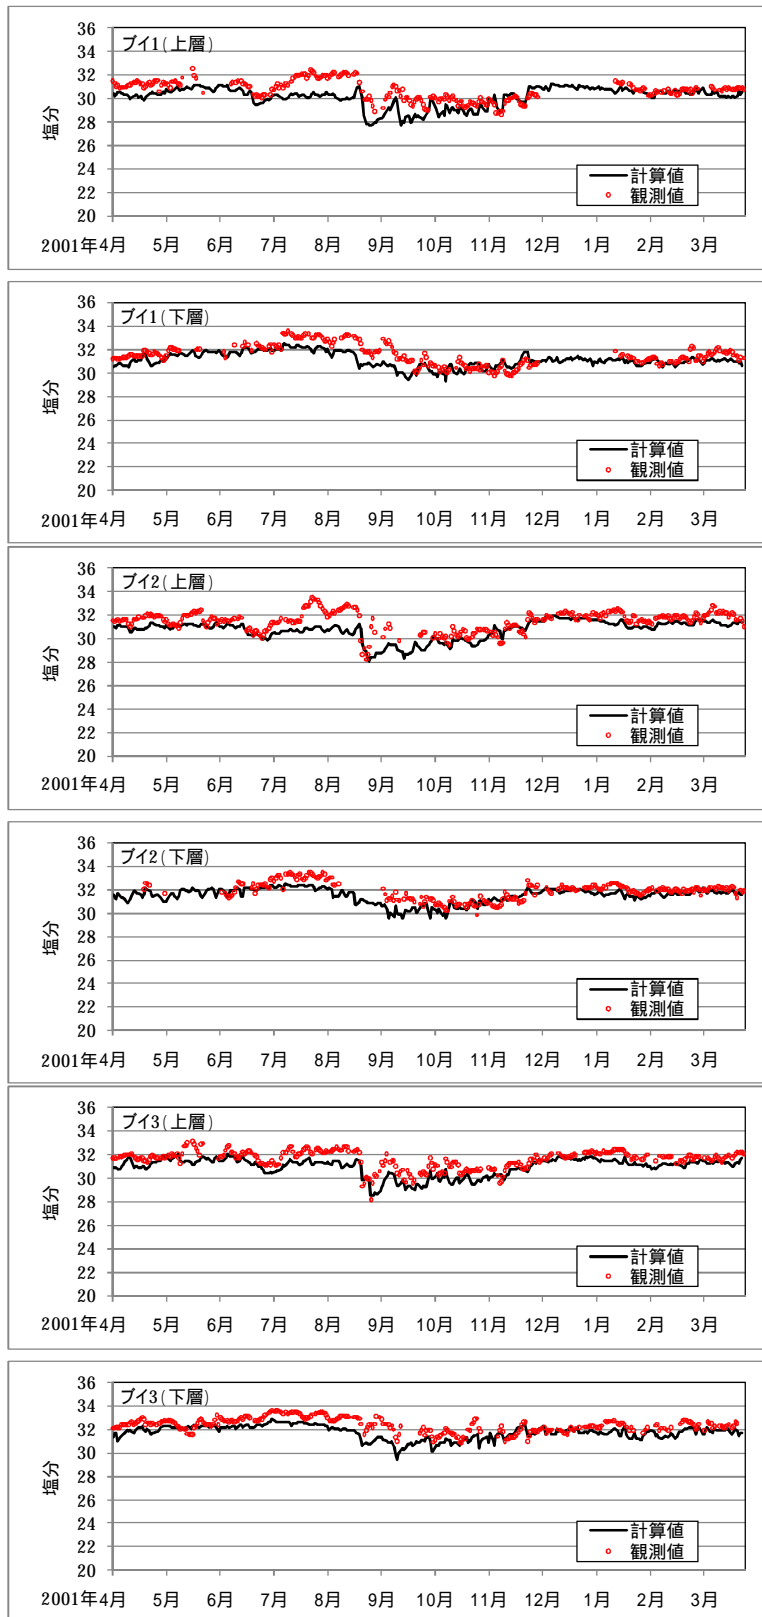 ブイ1(上層)
36
34
32
30
28
26
24
22
20
塩分
計算値
観測値
2001年4月 5月 6月 7月 8月 9月 10月 11月 12月 1月 2月 3月
ブイ1(下層)
36
34
32
30
28
26
24
22
20
塩分
計算値
観測値
2001年4月 5月 6月 7月 8月 9月 10月 11月 12月 1月 2月 3月
ブイ2(上層)
36
34
32
30
28
26
24
22
20
塩分
計算値
観測値
2001年4月 5月 6月 7月 8月 9月 10月 11月 12月 1月 2月 3月
ブイ2(下層)
36
34
32
30
28
26
24
22
20
塩分
計算値
観測値
2001年4月 5月 6月 7月 8月 9月 10月 11月 12月 1月 2月 3月
ブイ3(上層)
36
34
32
30
28
26
24
22
20
塩分
計算値
観測値
2001年4月 5月 6月 7月 8月 9月 10月 11月 12月 1月 2月 3月
ブイ3(下層)
36
34
32
30
28
26
24
22
20
塩分
計算値
観測値
2001年4月 5月 6月 7月 8月 9月 10月 11月 12月 1月 2月 3月